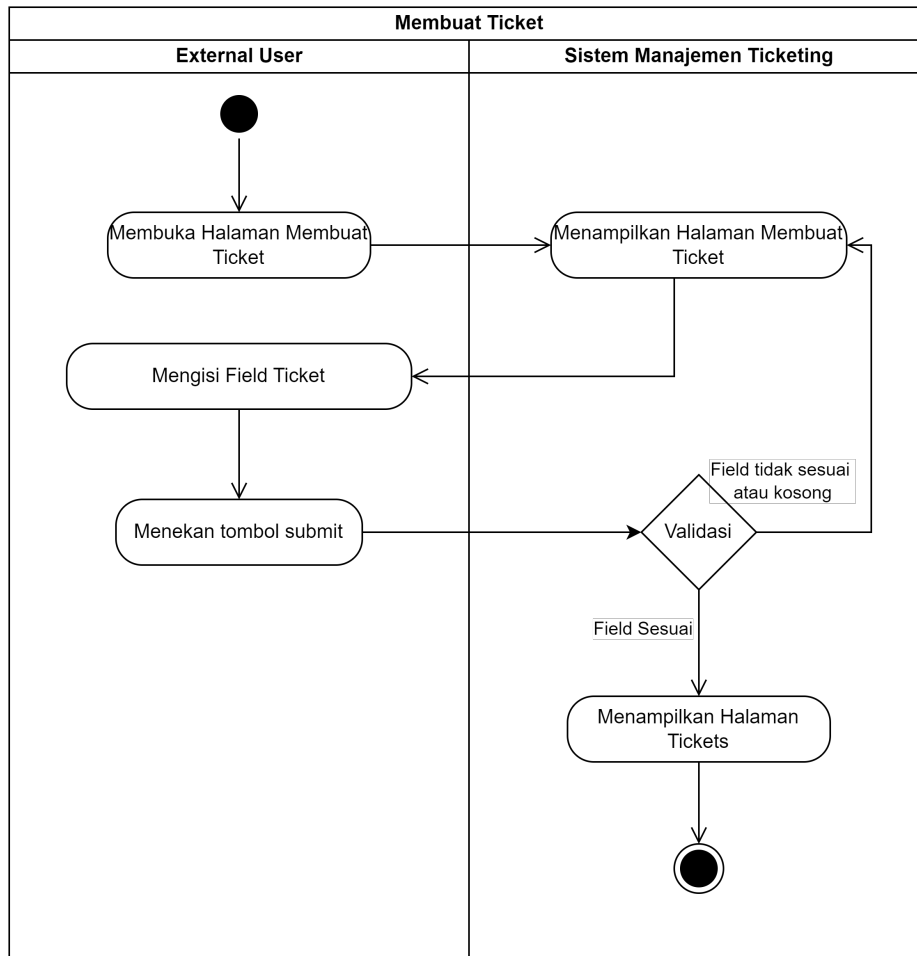 Membuat Ticket
External User
Sistem Manajemen Ticketing
Membuka Halaman Membuat
Ticket
Menampilkan Halaman Membuat
Ticket
Mengisi Field Ticket
Menekan tombol submit
Validasi
Field tidak sesuai
atau kosong
Field Sesuai
Menampilkan Halaman
Tickets